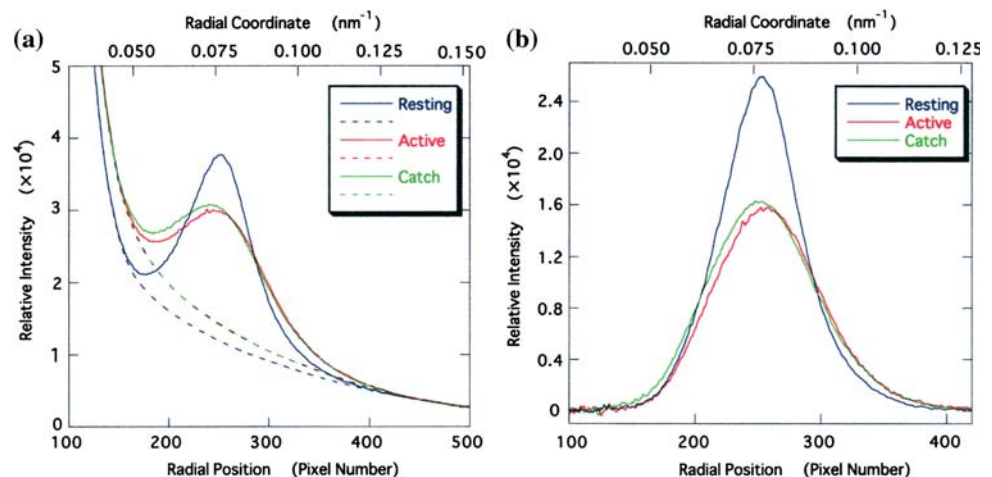 (a)
Radial Coordinate (nm-1)
0.050 0.075 0.100 0.125 0.150
Relative Intensity (×10⁴)
5
4
3
2
1
0
Resting
Active
Catch
100 200 300 400 500
Radial Position (Pixel Number)
(b)
Radial Coordinate (nm-1)
0.050 0.075 0.100 0.125
Relative Intensity (×10⁴)
2.4
2.0
1.6
1.2
0.8
0.4
0
Resting
Active
Catch
100 200 300 400
Radial Position (Pixel Number)